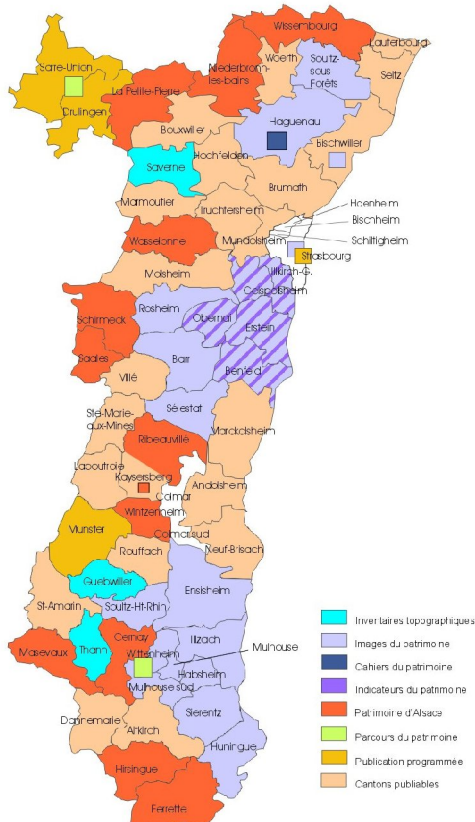 Wissembourg
Lauterbourg
Niederbronn
-les-bains
Woerth
Soultz-
sous
Forêts
Seltz
Sarre-Union
La Petite-Pierre
Drulingen
Haguenau
Bouxwiller
Bischwiller
Hochfelden
Saverne
Brumath
Marmoutier
Truchtersheim
Hoenheim
Bischheim
Schiltigheim
Wasselonne
Mundolsheim
Strasbourg
Molsheim
Illkirch-G.
Geispolsheim
Rosheim
Schirmeck
Obernai
Erstein
Saales
Barr
Benfeld
Villé
Sélestat
Ste-Marie-
aux-Mines
Marckolsheim
Ribeauvillé
Lapoutroie
Kaysersberg
Andolsheim
Colmar
Wintzenheim
Munster
Colmar sud
Rouffach
Neuf-Brisach
Guebwiller
Ensisheim
St-Amarin
Soultz-Ht-Rhin
Cernay
Illzach
Masevaux
Thann
Wittenheim
Mulhouse
Habsheim
Mulhouse sud
Sierentz
Dannemarie
Altkirch
Huningue
Hirsingue
Ferrette
Inventaires topographiques
Images du patrimoine
Cahiers du patrimoine
Indicateurs du patrimoine
Patrimoine d'Alsace
Parcours du patrimoine
Publication programmée
Cantons publiables